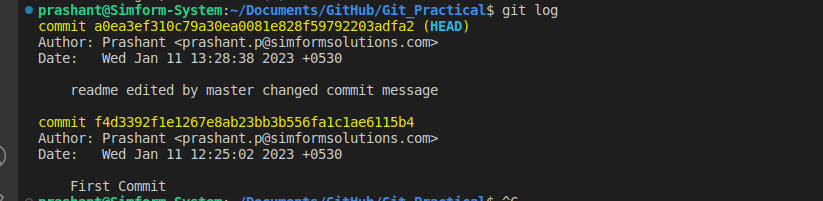 prashant@Simform-System:~/Documents/GitHub/Git_Practical$ git log
commit a0ea3ef310c79a30ea0081e828f59792203adfa2 (HEAD)
Author: Prashant <prashant.p@simformsolutions.com>
Date:   Wed Jan 11 13:28:38 2023 +0530
readme edited by master changed commit message
commit f4d3392f1e1267e8ab23bb3b556fa1c1ae6115b4
Author: Prashant <prashant.p@simformsolutions.com>
Date:   Wed Jan 11 12:25:02 2023 +0530
First Commit
prashant@Simform-System:~/Documents/GitHub/Git_Practical$ ^C